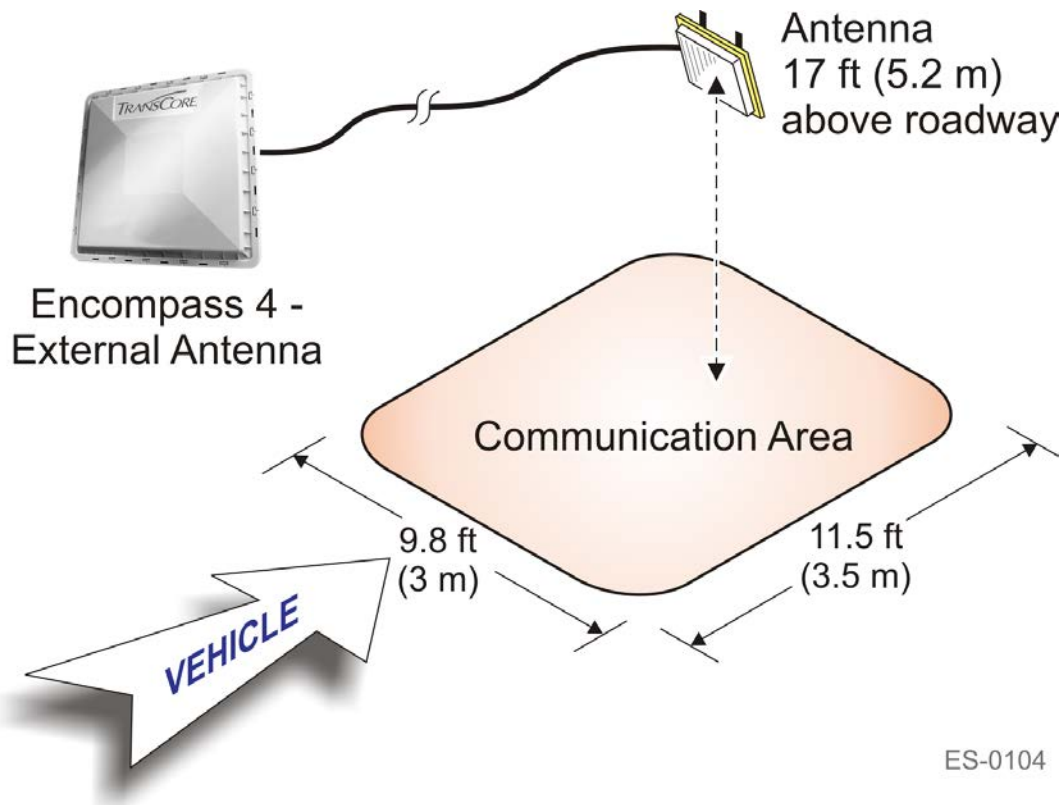 Antenna
17 ft (5.2 m)
above roadway
TRANSCORE
Encompass 4 -
External Antenna
Communication Area
9.8 ft
(3 m)
11.5 ft
(3.5 m)
VEHICLE
ES-0104